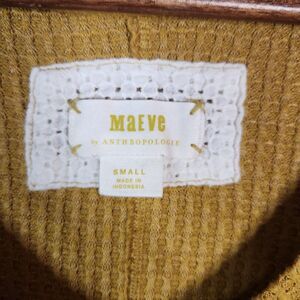 Maeve
by ANTHROPOLOGIE
SMALL
MADE IN
INDONESIA